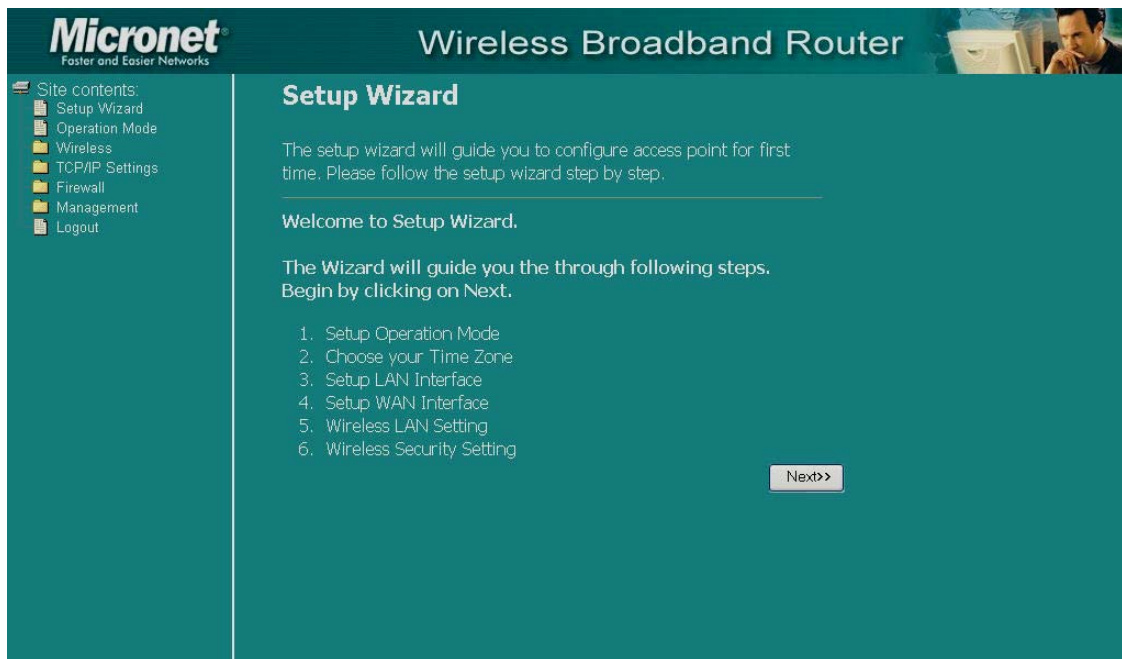 Micronet®
Faster and Easier Networks
Wireless Broadband Router
Site contents:
Setup Wizard
Operation Mode
Wireless
TCP/IP Settings
Firewall
Management
Logout
Setup Wizard
The setup wizard will guide you to configure access point for first
time. Please follow the setup wizard step by step.
Welcome to Setup Wizard.
The Wizard will guide you the through following steps.
Begin by clicking on Next.
1. Setup Operation Mode
2. Choose your Time Zone
3. Setup LAN Interface
4. Setup WAN Interface
5. Wireless LAN Setting
6. Wireless Security Setting
Next>>